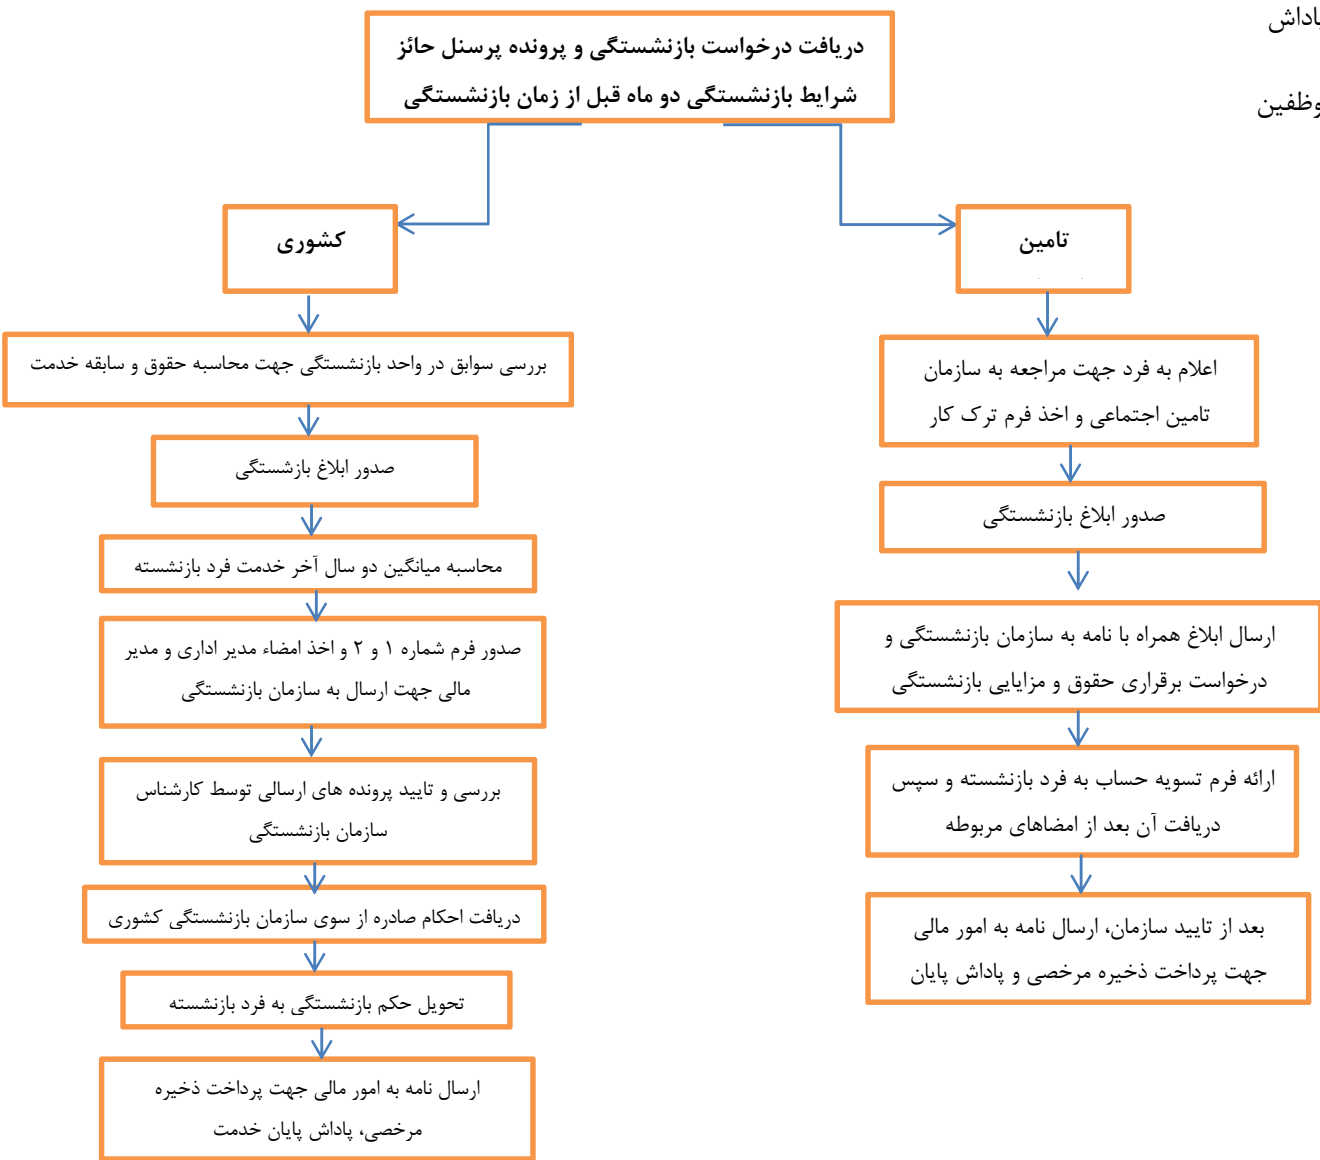 پاداش
وظفین
دریافت درخواست بازنشستگی و پرونده پرسنل حائز
شرایط بازنشستگی دو ماه قبل از زمان بازنشستگی
تامین
اعلام به فرد جهت مراجعه به سازمان
تامین اجتماعی و اخذ فرم ترک کار
صدور ابلاغ بازنشستگی
ارسال ابلاغ همراه با نامه به سازمان بازنشستگی و
درخواست برقراری حقوق و مزایایی بازنشستگی
ارائه فرم تسویه حساب به فرد بازنشسته و سپس
دریافت آن بعد از امضاهای مربوطه
بعد از تایید سازمان، ارسال نامه به امور مالی
جهت پرداخت ذخیره مرخصی و پاداش پایان
کشوری
بررسی سوابق در واحد بازنشستگی جهت محاسبه حقوق و سابقه خدمت
صدور ابلاغ بازشستگی
محاسبه میانگین دو سال آخر خدمت فرد بازنشسته
صدور فرم شماره ۱ و ۲ و اخذ امضاء مدیر اداری و مدیر
مالی جهت ارسال به سازمان بازنشستگی
بررسی و تایید پرونده های ارسالی توسط کارشناس
سازمان بازنشستگی
دریافت احکام صادره از سوی سازمان بازنشستگی کشوری
تحویل حکم بازنشستگی به فرد بازنشسته
ارسال نامه به امور مالی جهت پرداخت ذخیره
مرخصی، پاداش پایان خدمت